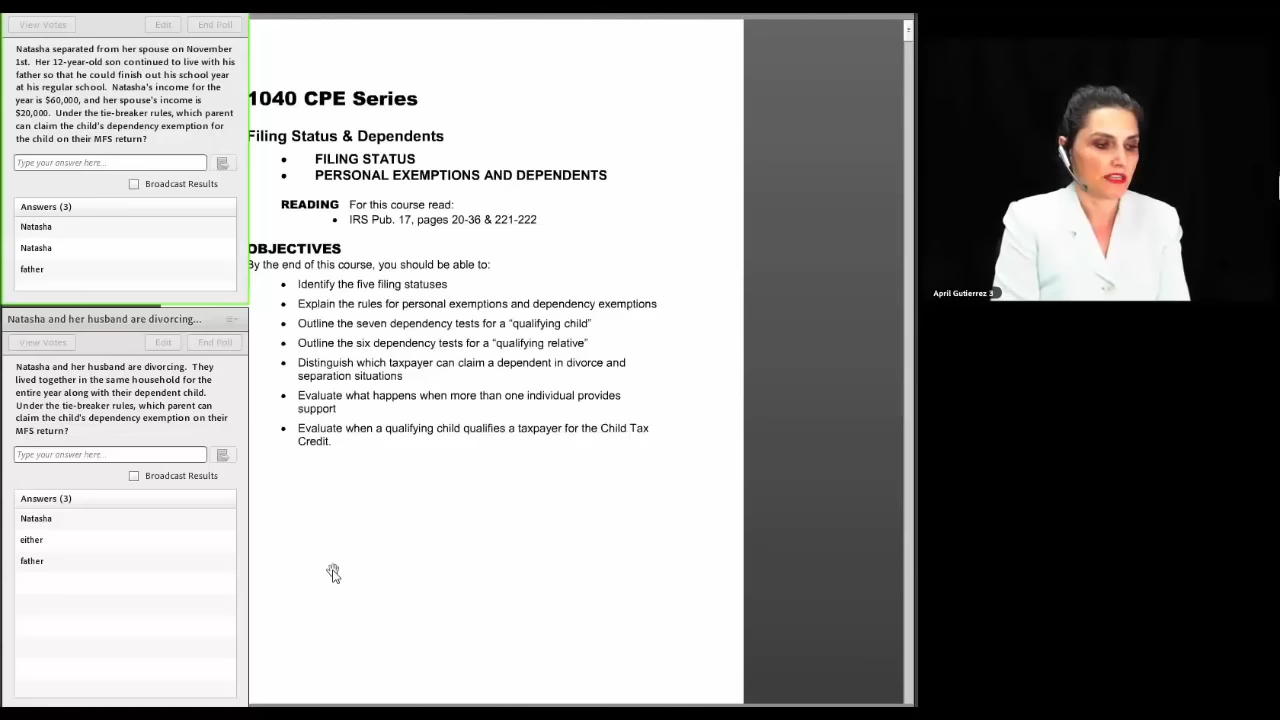 View Votes
Edit
End Poll
Natasha separated from her spouse on November
1st. Her 12-year-old son continued to live with his
father so that he could finish out his school year
at his regular school. Natasha's income for the
year is $60,000, and her spouse's income is
$20,000. Under the tie-breaker rules, which parent
can claim the child's dependency exemption for
the child on their MFS return?
Type your answer here...
Broadcast Results
Answers (3)
Natasha
Natasha
father
Natasha and her husband are divorcing...
View Votes
Edit
End Poll
Natasha and her husband are divorcing. They
lived together in the same household for the
entire year along with their dependent child.
Under the tie-breaker rules, which parent can
claim the child's dependency exemption on their
MFS return?
Type your answer here...
Broadcast Results
Answers (3)
Natasha
either
father
1040 CPE Series
Filing Status & Dependents
• FILING STATUS
• PERSONAL EXEMPTIONS AND DEPENDENTS
READING For this course read:
• IRS Pub. 17, pages 20-36 & 221-222
OBJECTIVES
By the end of this course, you should be able to:
• Identify the five filing statuses
• Explain the rules for personal exemptions and dependency exemptions
• Outline the seven dependency tests for a “qualifying child”
• Outline the six dependency tests for a “qualifying relative”
• Distinguish which taxpayer can claim a dependent in divorce and
separation situations
• Evaluate what happens when more than one individual provides
support
• Evaluate when a qualifying child qualifies a taxpayer for the Child Tax
Credit.
April Gutierrez 3